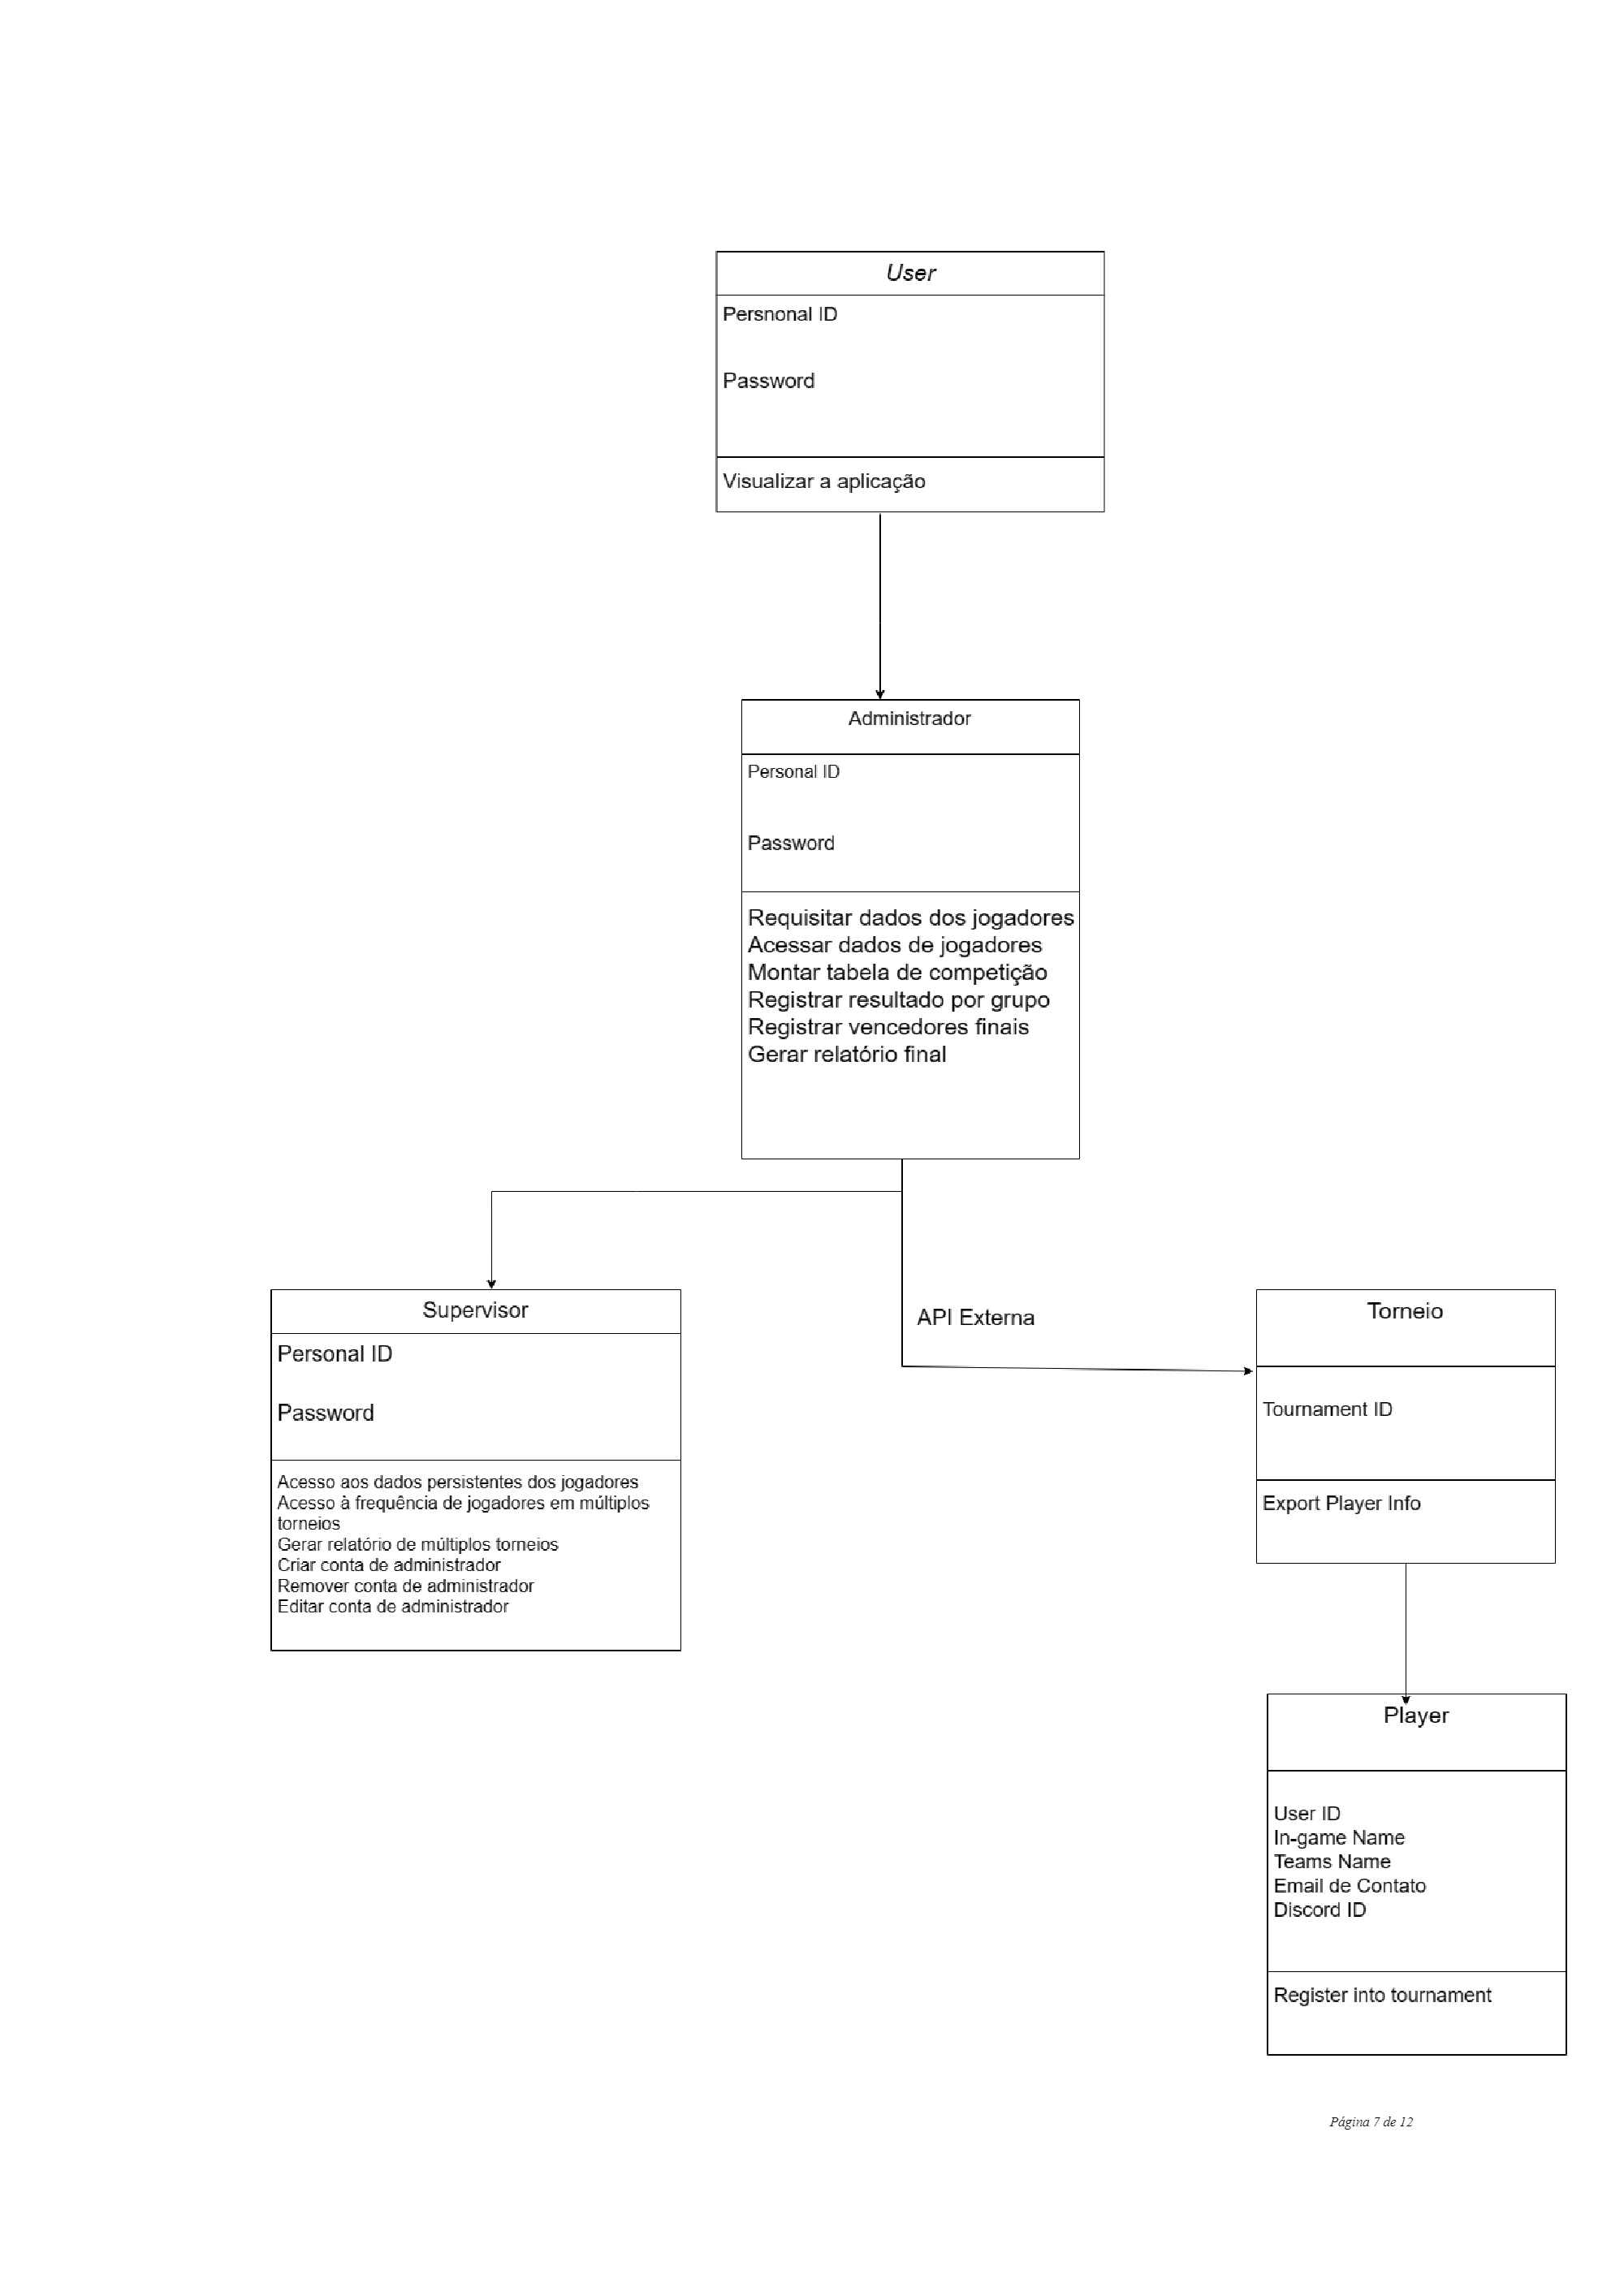 User
Persnonal ID
Password
Visualizar a aplicação
Administrador
Personal ID
Password
Requisitar dados dos jogadores
Acessar dados de jogadores
Montar tabela de competição
Registrar resultado por grupo
Registrar vencedores finais
Gerar relatório final
Supervisor
Personal ID
Password
Acesso aos dados persistentes dos jogadores
Acesso à frequência de jogadores em múltiplos
torneios
Gerar relatório de múltiplos torneios
Criar conta de administrador
Remover conta de administrador
Editar conta de administrador
API Externa
Torneio
Tournament ID
Export Player Info
Player
User ID
In-game Name
Teams Name
Email de Contato
Discord ID
Register into tournament
Página 7 de 12